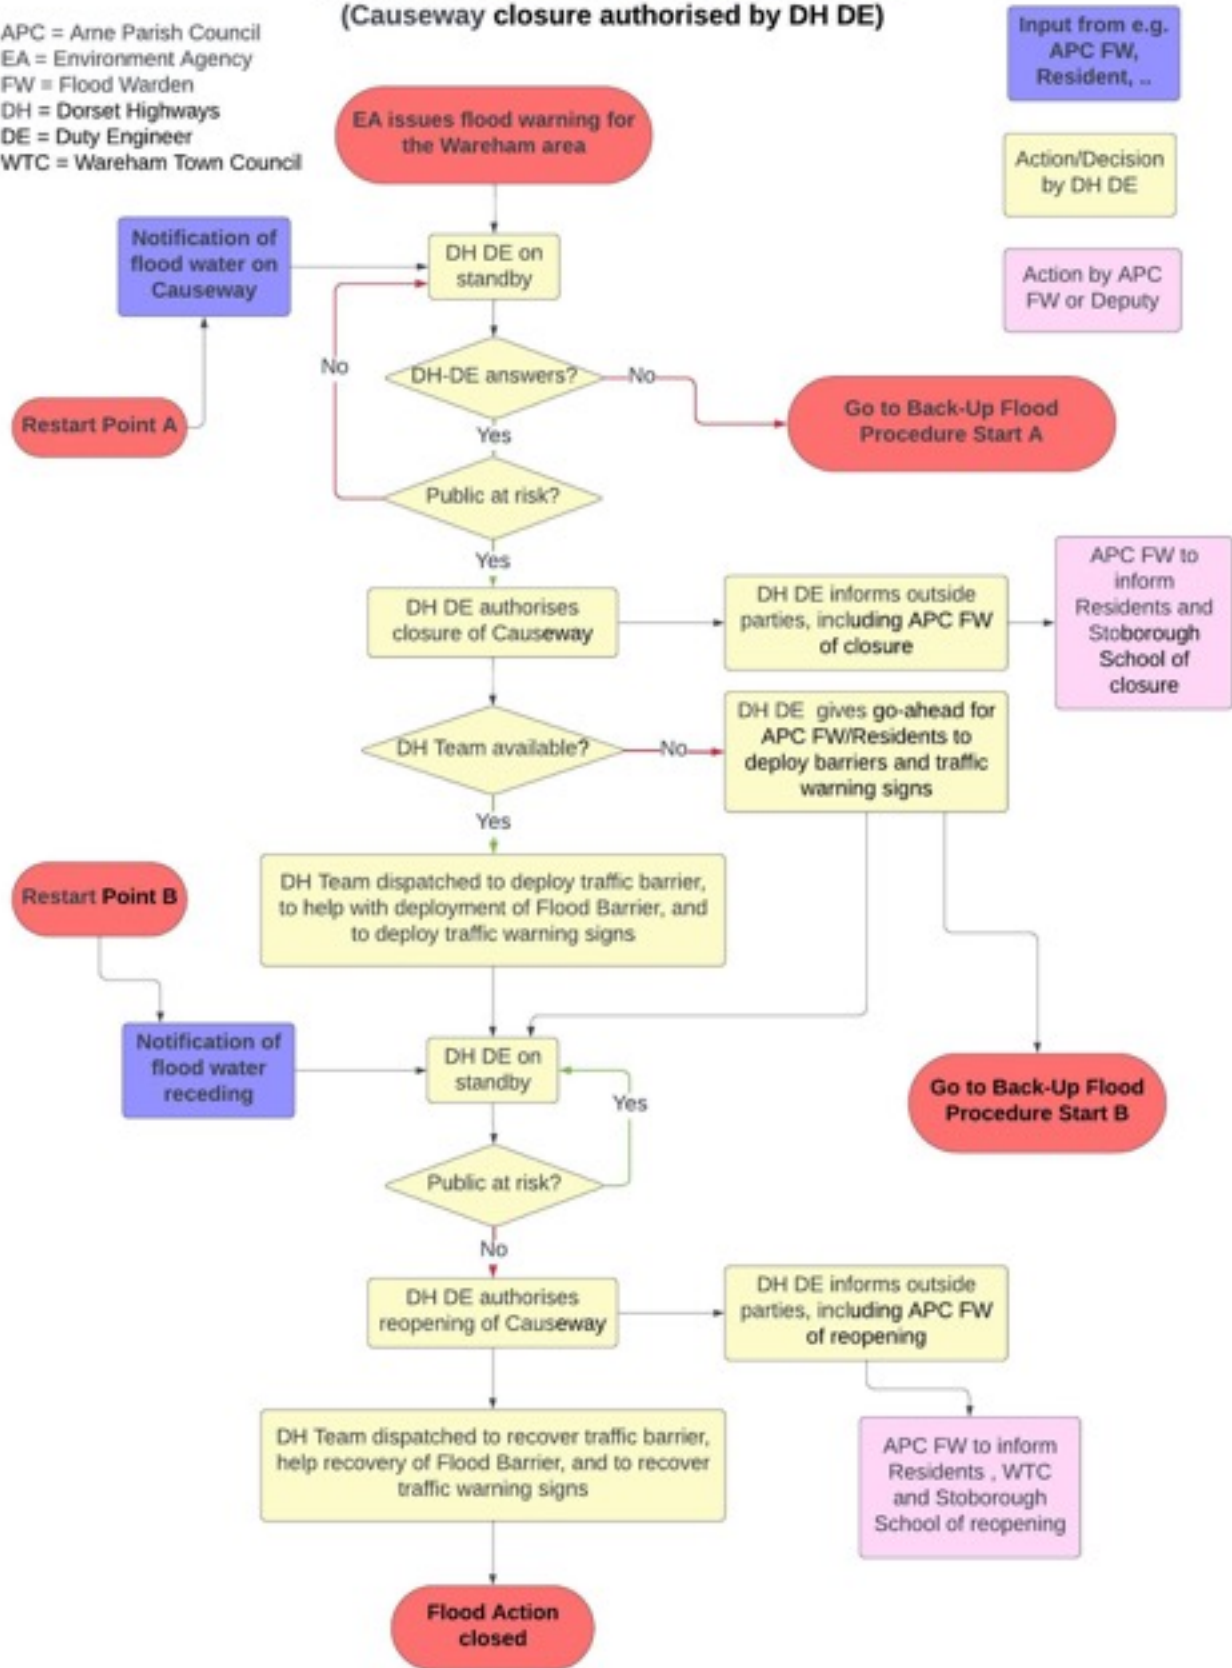 (Causeway closure authorised by DH DE)
APC = Arne Parish Council
EA = Environment Agency
FW = Flood Warden
DH = Dorset Highways
DE = Duty Engineer
WTC = Wareham Town Council
Input from e.g.
APC FW,
Resident, ..
Action/Decision
by DH DE
Action by APC
FW or Deputy
EA issues flood warning for
the Wareham area
Notification of
flood water on
Causeway
DH DE on
standby
No
DH-DE answers?
No
Restart Point A
Go to Back-Up Flood
Procedure Start A
Yes
Public at risk?
Yes
DH DE authorises
closure of Causeway
DH DE informs outside
parties, including APC FW
of closure
APC FW to
inform
Residents and
Stoborough
School of
closure
DH Team available?
No
DH DE  gives go-ahead for
APC FW/Residents to
deploy barriers and traffic
warning signs
Yes
DH Team dispatched to deploy traffic barrier,
to help with deployment of Flood Barrier, and
to deploy traffic warning signs
Restart Point B
Notification of
flood water
receding
DH DE on
standby
Yes
Go to Back-Up Flood
Procedure Start B
Public at risk?
No
DH DE authorises
reopening of Causeway
DH DE informs outside
parties, including APC FW
of reopening
DH Team dispatched to recover traffic barrier,
help recovery of Flood Barrier, and to recover
traffic warning signs
APC FW to inform
Residents , WTC
and Stoborough
School of reopening
Flood Action
closed